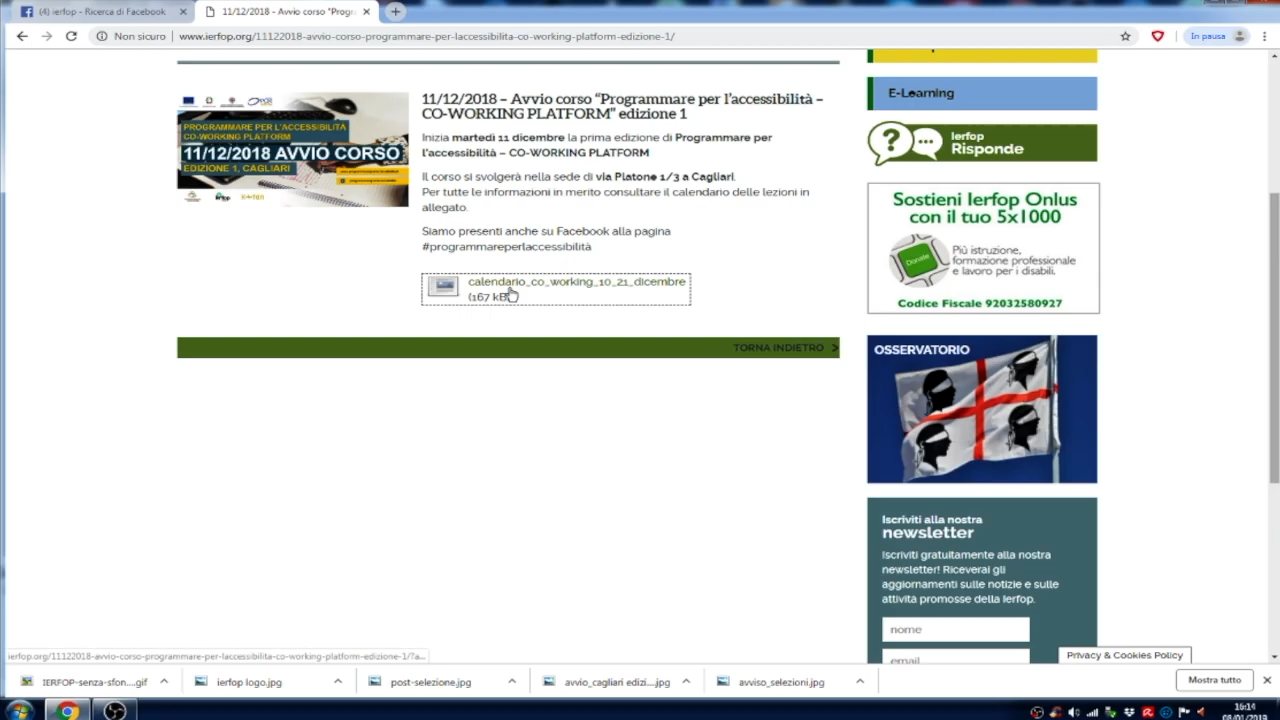 (4) ierfop - Ricerca di Facebook
11/12/2018 - Avvio corso "Progr
Non sicuro
www.ierfop.org/11122018-avvio-corso-programmare-per-laccessibilita-co-working-platform-edizione-1/
In pausa
E-Learning
Ierfop
Risponde
PROGRAMMARE PER L'ACCESSIBILITÀ
CO-WORKING PLATFORM
11/12/2018 AVVIO CORSO
EDIZIONE 1, CAGLIARI
11/12/2018 – Avvio corso “Programmare per l’accessibilità –
CO-WORKING PLATFORM” edizione 1
Inizia martedì 11 dicembre la prima edizione di Programmare per
l’accessibilità – CO-WORKING PLATFORM
Il corso si svolgerà nella sede di via Platone 1/3 a Cagliari.
Per tutte le informazioni in merito consultare il calendario delle lezioni in
allegato.
Siamo presenti anche su Facebook alla pagina
#programmareperlaccessibilità
calendario_co_working_10_21_dicembre
(167 kB)
TORNA INDIETRO >
Sostieni Ierfop Onlus
con il tuo 5x1000
Donate
Più istruzione,
formazione professionale
e lavoro per i disabili.
Codice Fiscale 92032580927
OSSERVATORIO
Iscriviti alla nostra
newsletter
Iscriviti gratuitamente alla nostra
newsletter! Riceverai gli
aggiornamenti sulle notizie e sulle
attività promosse della Ierfop.
nome
email
Privacy & Cookies Policy
ierfop.org/11122018-avvio-corso-programmare-per-laccessibilita-co-working-platform-edizione-1/?a...
IERFOP-senza-sfon....gif
ierfop logo.jpg
post-selezione.jpg
avvio_cagliari edizi....jpg
avviso_selezioni.jpg
Mostra tutto
16:14
08/01/2019